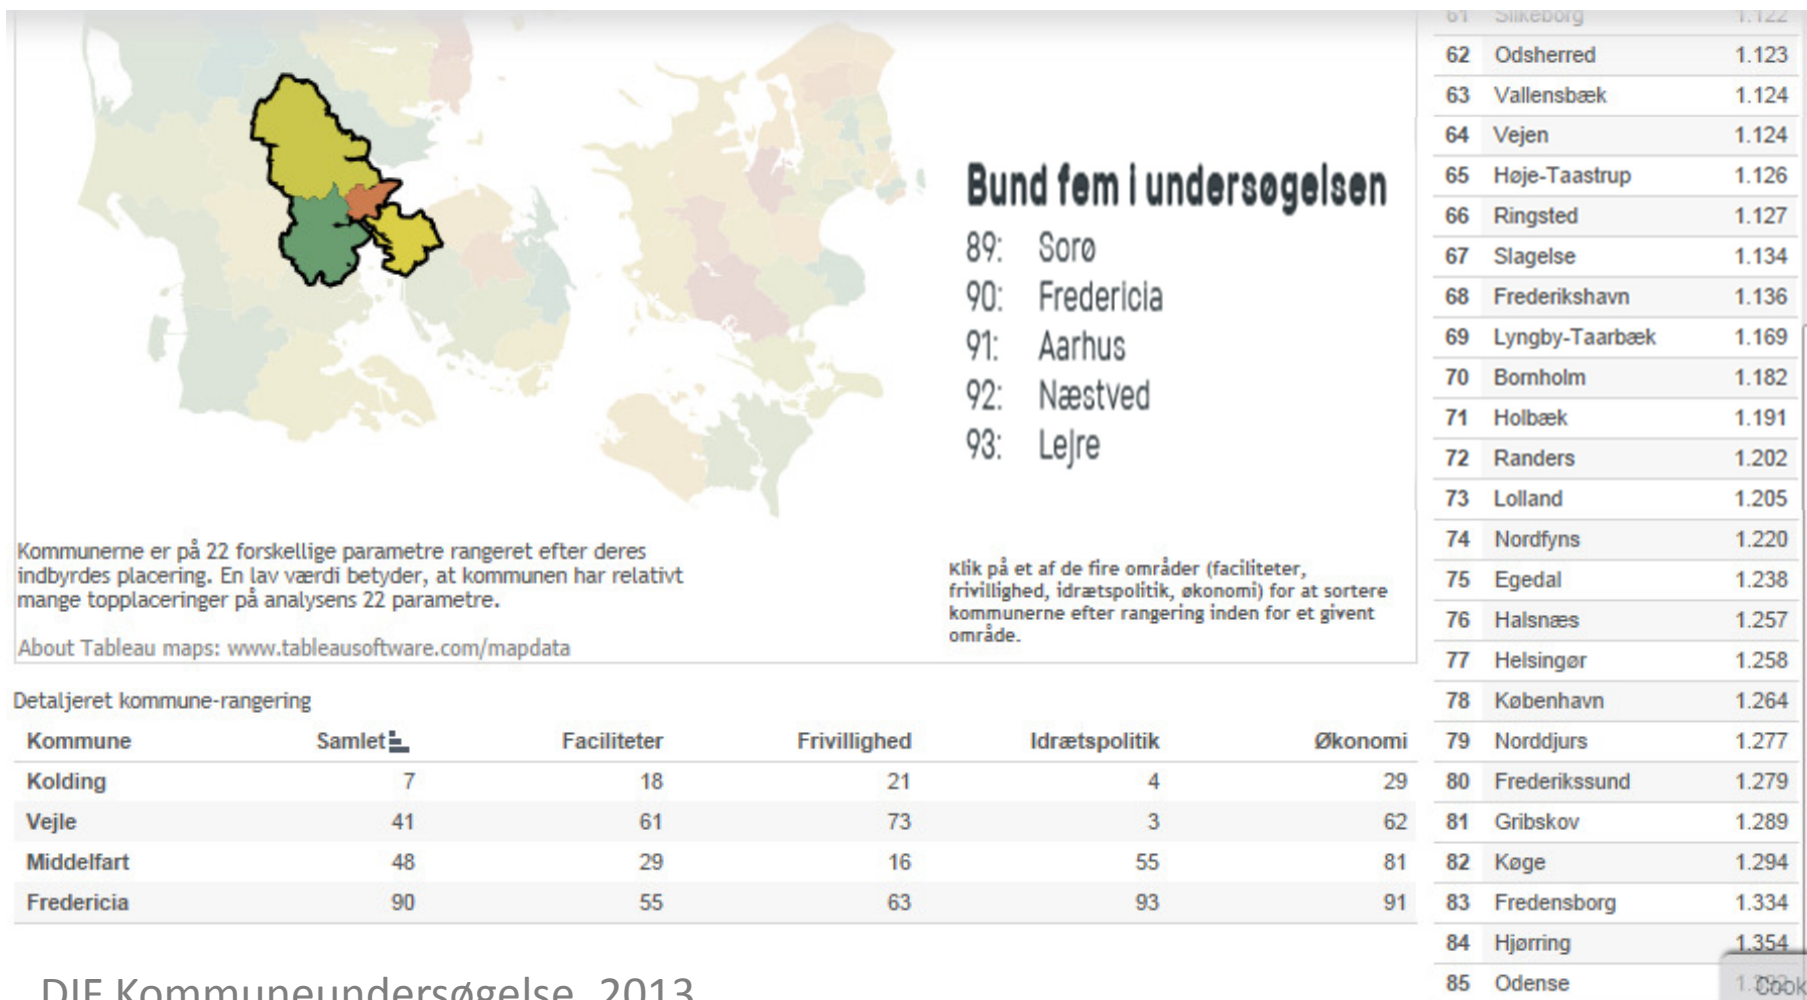 Bund fem i undersøgelsen
89: Sorø
90: Fredericia
91: Aarhus
92: Næstved
93: Lejre
Kommunerne er på 22 forskellige parametre rangeret efter deres
indbyrdes placering. En lav værdi betyder, at kommunen har relativt
mange topplaceringer på analysens 22 parametre.
About Tableau maps: www.tableausoftware.com/mapdata
Klik på et af de fire områder (faciliteter,
frivillighed, idrætspolitik, økonomi) for at sortere
kommunerne efter rangering inden for et givent
område.
Detaljeret kommune-rangering
Kommune Samlet Faciliteter Frivillighed Idrætspolitik Økonomi
Kolding 7 18 21 4 29
Vejle 41 61 73 3 62
Middelfart 48 29 16 55 81
Fredericia 90 55 63 93 91
61 Silkeborg 1.122
62 Odsherred 1.123
63 Vallensbæk 1.124
64 Vejen 1.124
65 Høje-Taastrup 1.126
66 Ringsted 1.127
67 Slagelse 1.134
68 Frederikshavn 1.136
69 Lyngby-Taarbæk 1.169
70 Bornholm 1.182
71 Holbæk 1.191
72 Randers 1.202
73 Lolland 1.205
74 Nordfyns 1.220
75 Egedal 1.238
76 Halsnæs 1.257
77 Helsingør 1.258
78 København 1.264
79 Norddjurs 1.277
80 Frederikssund 1.279
81 Gribskov 1.289
82 Køge 1.294
83 Fredensborg 1.334
84 Hjørring 1.354
85 Odense
Cook
DIF Kommuneundersøgelse, 2013